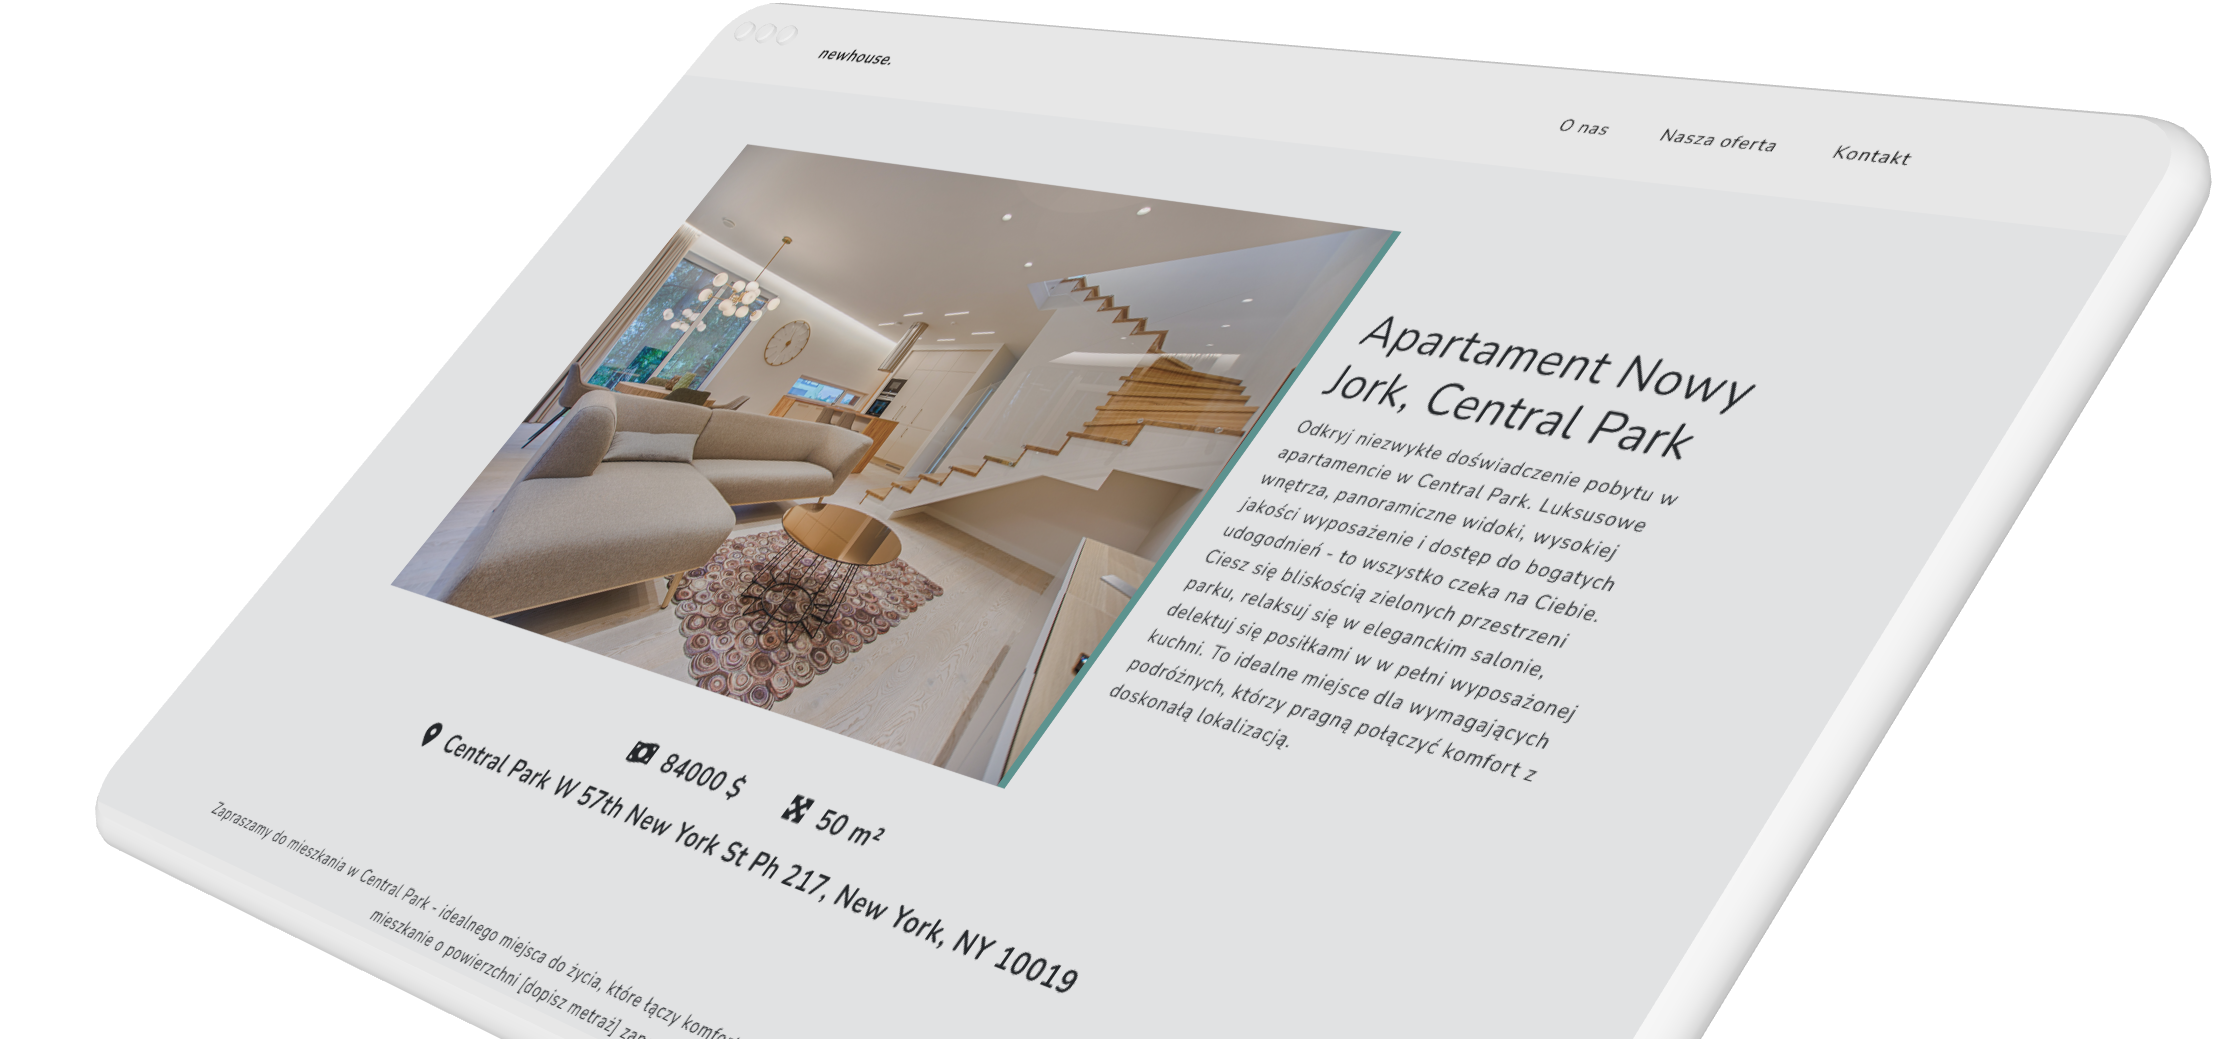 newhouse.
O nas
Nasza oferta
Kontakt
Apartament Nowy
Jork, Central Park
Odkryj niezwykłe doświadczenie pobytu w
apartamencie w Central Park. Luksusowe
wnętrza, panoramiczne widoki, wysokiej
jakości wyposażenie i dostęp do bogatych
udogodnień - to wszystko czeka na Ciebie.
Ciesz się bliskością zielonych przestrzeni
parku, relaksuj się w eleganckim salonie,
delektuj się posiłkami w w pełni wyposażonej
kuchni. To idealne miejsce dla wymagających
podróżnych, którzy pragną połączyć komfort z
doskonałą lokalizacją.
84000 $
50 m²
Central Park W 57th New York St Ph 217, New York, NY 10019
Zapraszamy do mieszkania w Central Park - idealnego miejsca do życia, które łączy
mieszkanie o powierzchni [dopisz metraż]